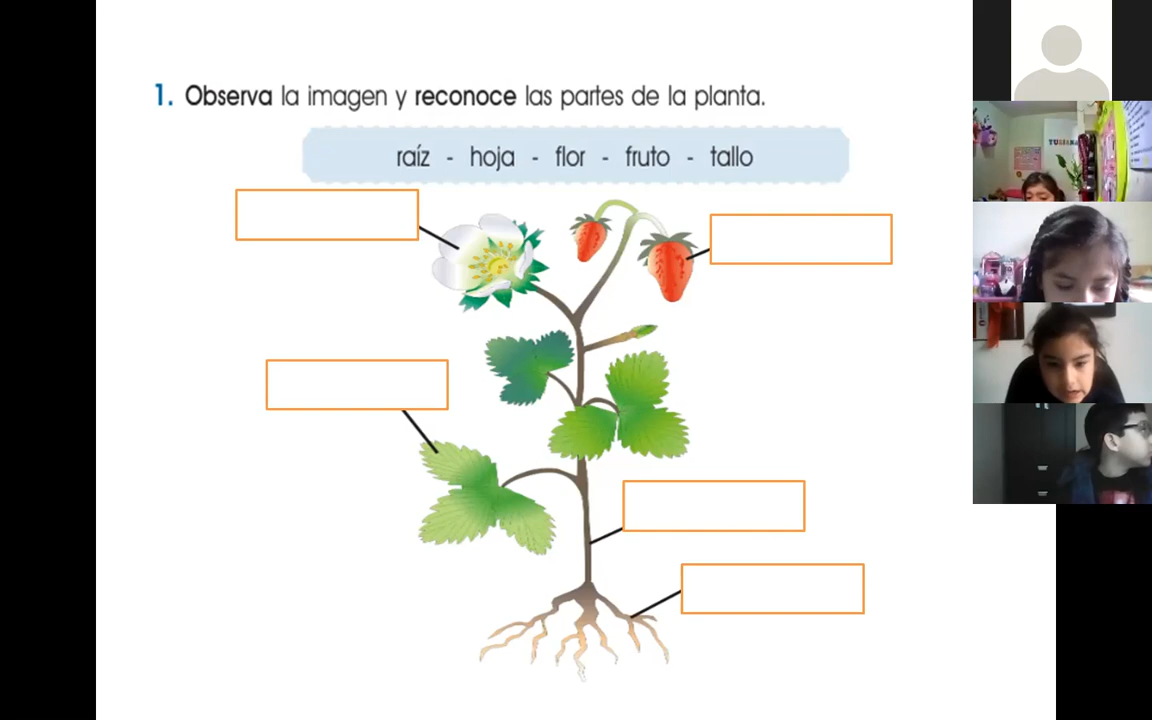 1. Observa la imagen y reconoce las partes de la planta.
raíz - hoja - flor - fruto - tallo